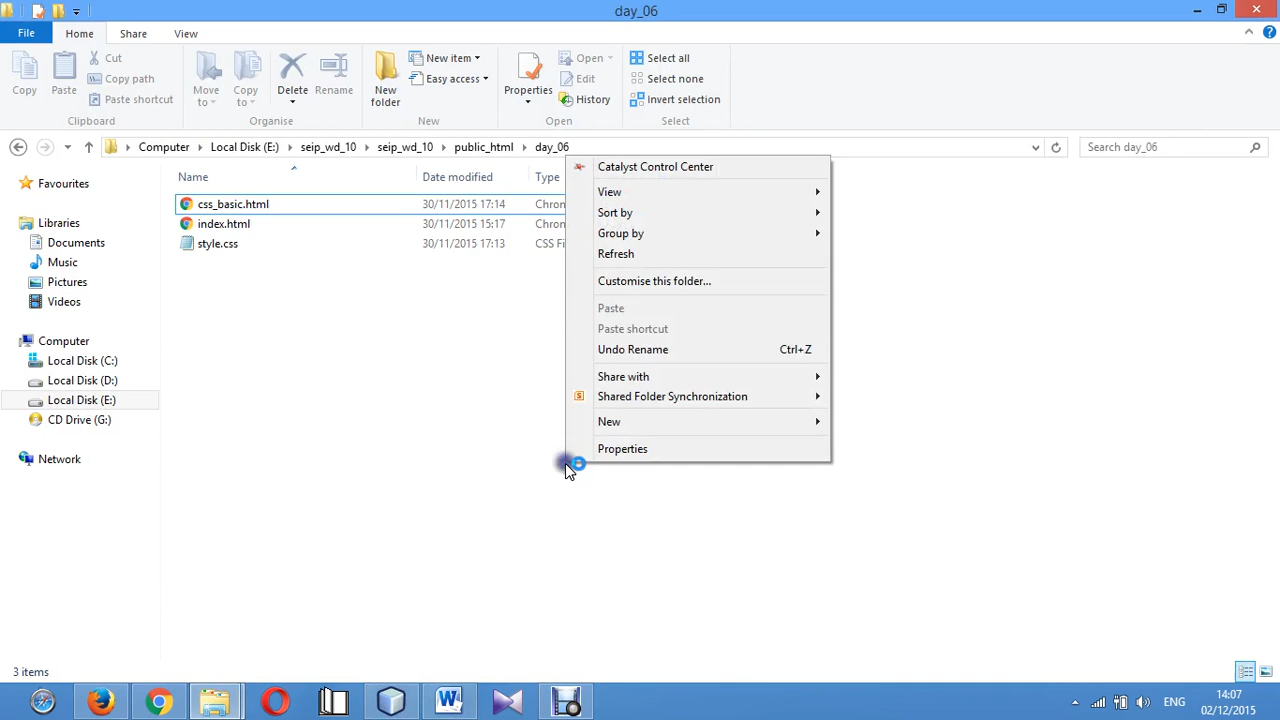 day_06
File Home Share View
Copy
Paste
Cut
Copy path
Paste shortcut
Clipboard
Move to
Copy to
Delete
Rename
Organise
New folder
New item
Easy access
New
Properties
Open
Edit
History
Open
Select all
Select none
Invert selection
Select
Computer Local Disk (E:) seip_wd_10 seip_wd_10 public_html day_06
Search day_06
Favourites
Libraries
Documents
Music
Pictures
Videos
Computer
Local Disk (C:)
Local Disk (D:)
Local Disk (E:)
CD Drive (G:)
Network
Name Date modified Type
css_basic.html 30/11/2015 17:14 Chron
index.html 30/11/2015 15:17 Chron
style.css 30/11/2015 17:13 CSS Fi
Catalyst Control Center
View
Sort by
Group by
Refresh
Customise this folder...
Paste
Paste shortcut
Undo Rename Ctrl+Z
Share with
Shared Folder Synchronization
New
Properties
3 items
ENG
14:07
02/12/2015